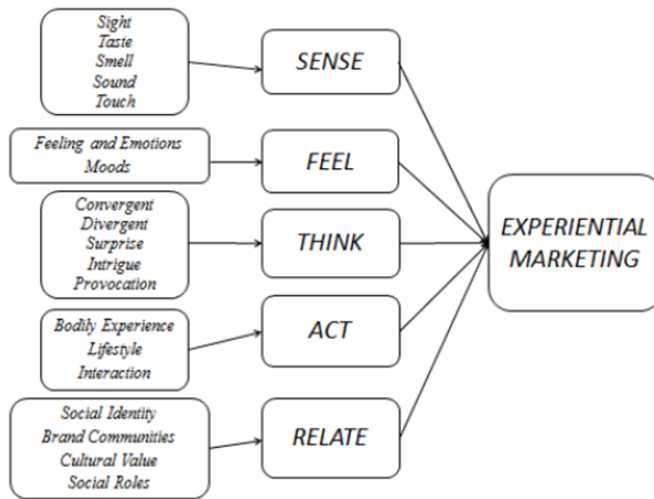 Sight
Taste
Smell
Sound
Touch
SENSE
Feeling and Emotions
Moods
FEEL
Convergent
Divergent
Surprise
Intrigue
Provocation
THINK
EXPERIENTIAL
MARKETING
Bodily Experience
Lifestyle
Interaction
ACT
Social Identity
Brand Communities
Cultural Value
Social Roles
RELATE